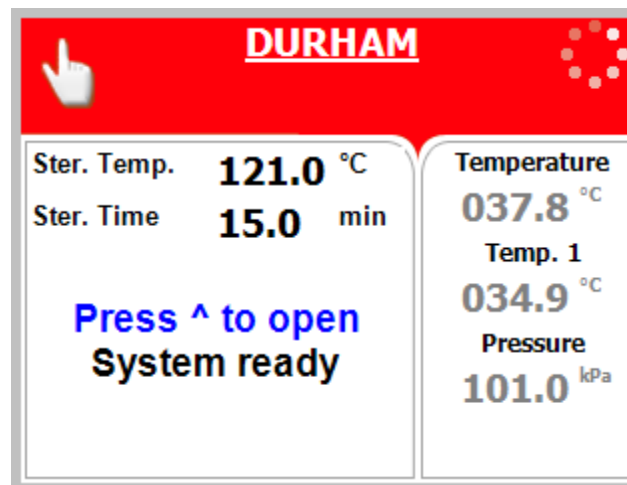 DURHAM
Ster. Temp. 121.0 °C
Ster. Time 15.0 min
Press ^ to open
System ready
Temperature
037.8 °C
Temp. 1
034.9 °C
Pressure
101.0 kPa